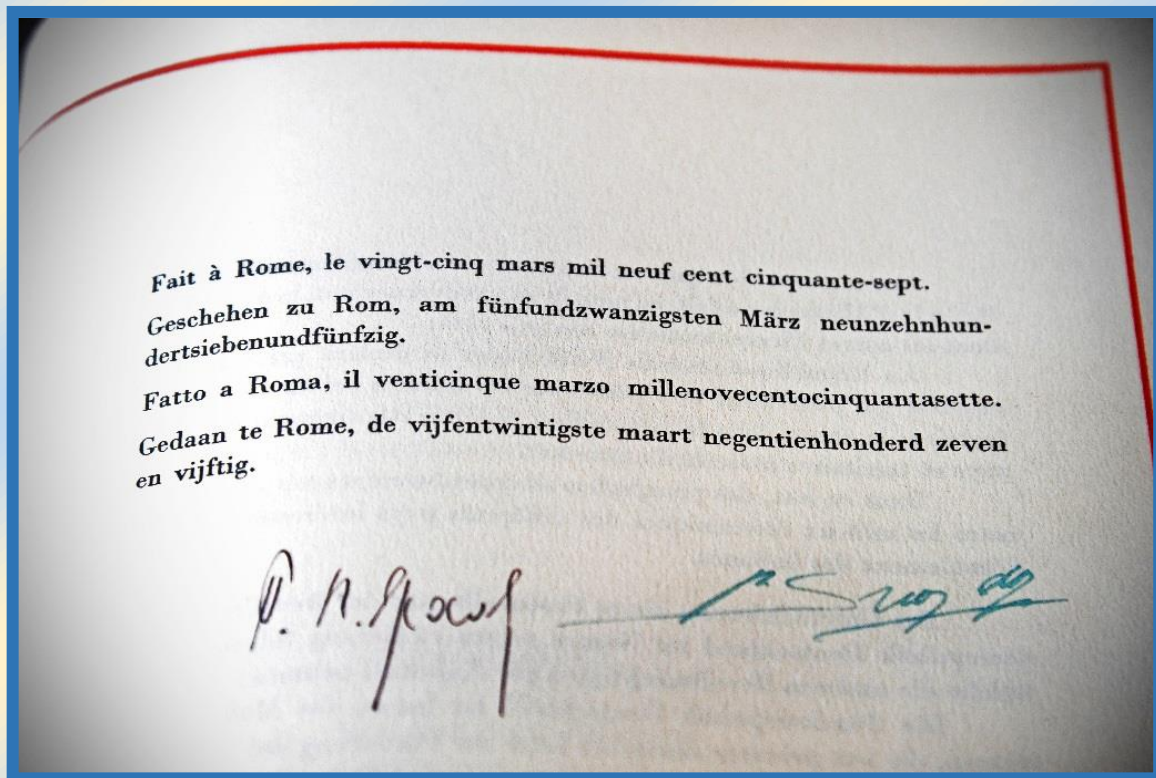 Fait à Rome, le vingt-cinq mars mil neuf cent cinquante-sept.
Geschehen zu Rom, am fünfundzwanzigsten März neunzehnhun-
dertsiebenundfünfzig.
Fatto a Roma, il venticinque marzo millenovecentocinquantasette.
Gedaan te Rome, de vijfentwintigste maart negentienhonderd zeven
en vijftig.